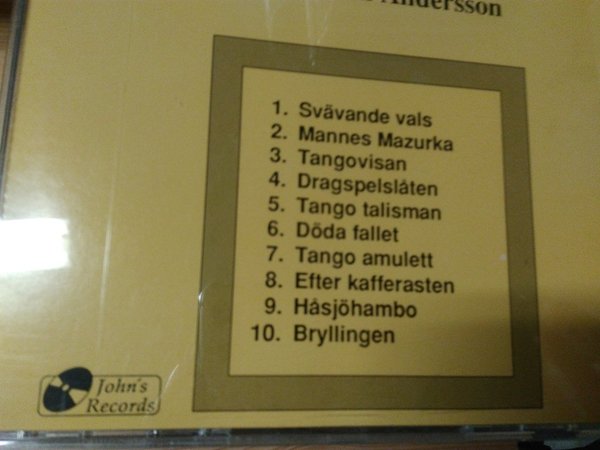 Andersson
1. Svävande vals
2. Mannes Mazurka
3. Tangovisan
4. Dragspelslåten
5. Tango talisman
6. Döda fallet
7. Tango amulett
8. Efter kafferasten
9. Håsjöhambo
10. Bryllingen
John's
Records